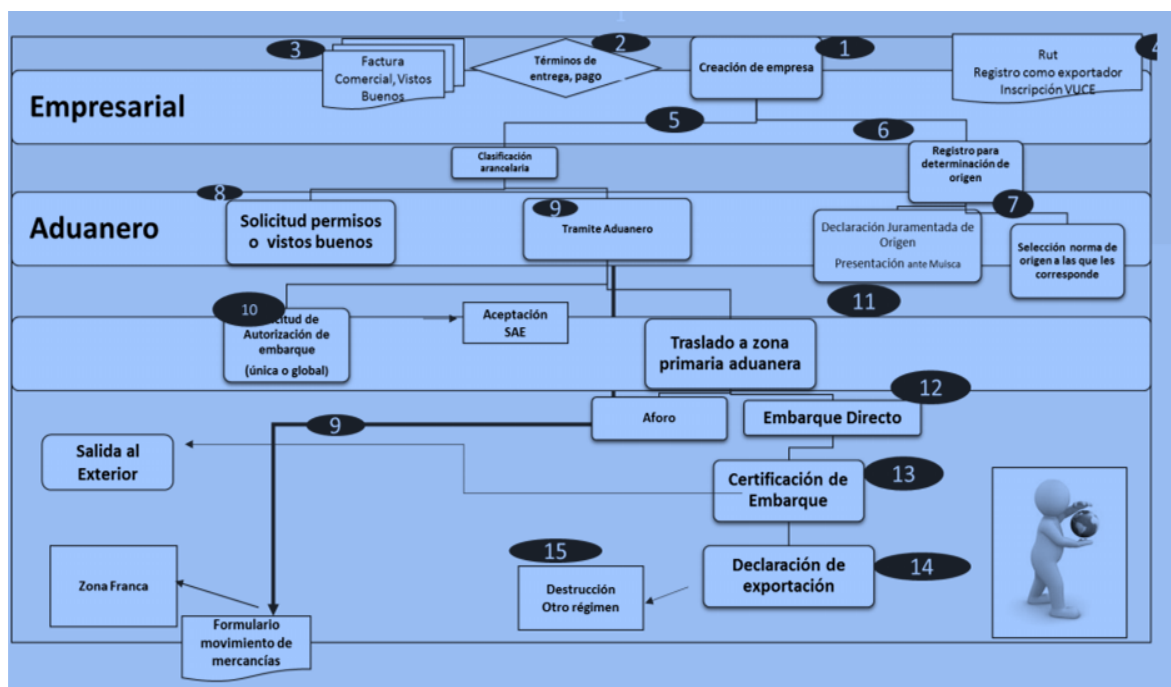 1
3
2
1
4
Factura
Comercial, Vistos
Buenos
Términos de
entrega, pago
Creación de empresa
Rut
Registro como exportador
Inscripción VUCE
Empresarial
5
6
Clasificación
arancelaria
Registro para
determinación de
origen
8
9
7
Aduanero
Solicitud permisos
o vistos buenos
Tramite Aduanero
Declaración Juramentada de
Origen
Presentación ante Muisca
Selección norma de
origen a las que les
corresponde
10
11
Autorización de
embarque
(única o global)
Aceptación
SAE
Traslado a zona
primaria aduanera
12
9
Aforo
Embarque Directo
Salida al
Exterior
Certificación de
Embarque
13
15
Zona Franca
Destrucción
Otro régimen
Declaración de
exportación
14
Formulario
movimiento de
mercancías